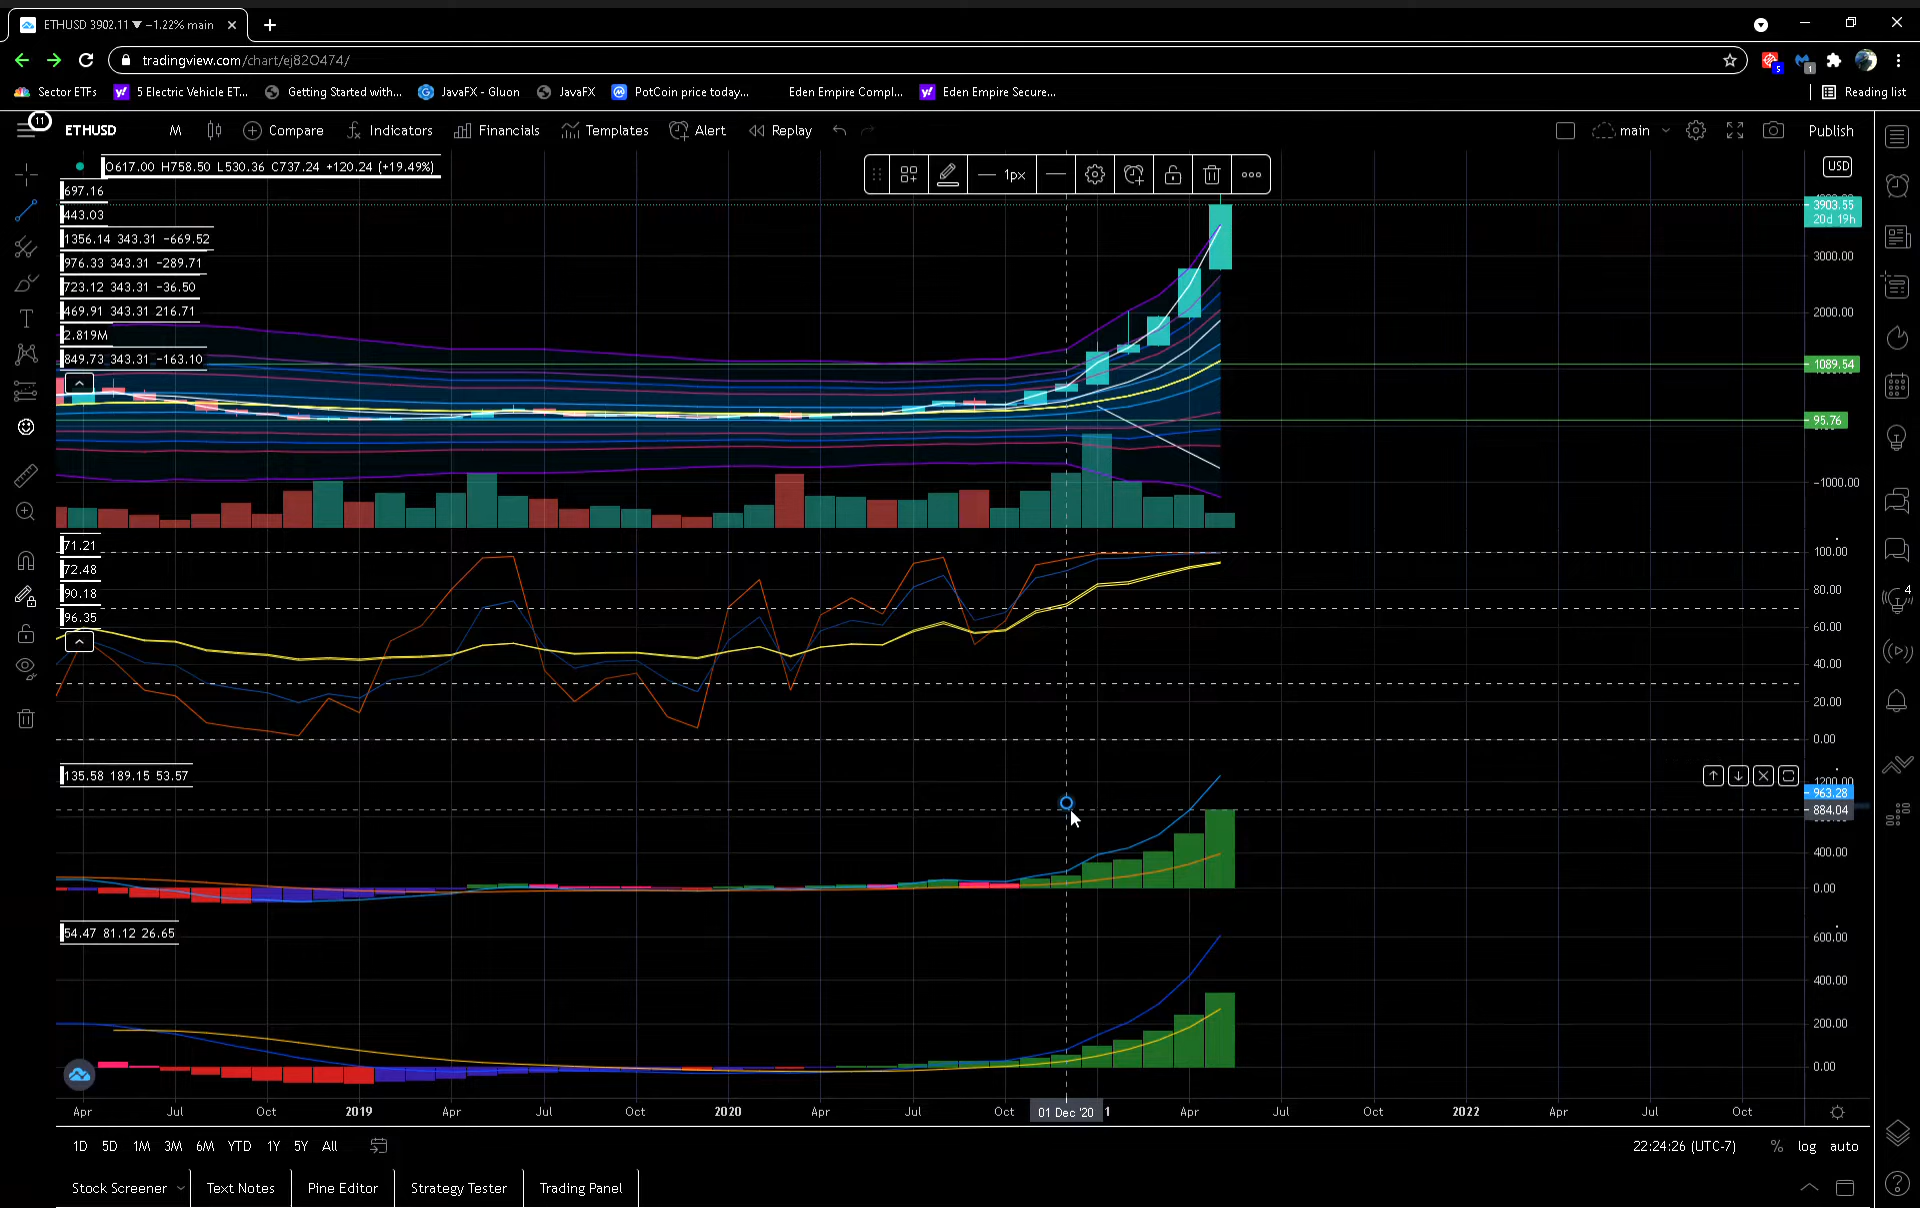 ETHUSD 3902.11 ▼ −1.22% main
tradingview.com/chart/ej82O474/
5
1
Sector ETFs
5 Electric Vehicle ET...
Getting Started with...
JavaFX - Gluon
JavaFX
PotCoin price today...
Eden Empire Compl...
Eden Empire Secure...
Reading list
11
ETHUSD
M
Compare
Indicators
Financials
Templates
Alert
Replay
main
Publish
O617.00 H758.50 L530.36 C737.24 +120.24 (+19.49%)
1px
USD
697.16
443.03
1356.14 343.31 −669.52
976.33 343.31 −289.71
723.12 343.31 −36.50
469.91 343.31 216.71
2.819M
849.73 343.31 −163.10
3903.55
20d 19h
3000.00
2000.00
1089.54
95.76
−1000.00
71.21
72.48
90.18
96.35
100.00
80.00
60.00
40.00
20.00
0.00
4
135.58 189.15 53.57
1200.00
963.28
884.04
400.00
0.00
54.47 81.12 26.65
600.00
400.00
200.00
0.00
Apr
Jul
Oct
2019
Apr
Jul
Oct
2020
Apr
Jul
Oct
01 Dec '20
1
Apr
Jul
Oct
2022
Apr
Jul
Oct
1D 5D 1M 3M 6M YTD 1Y 5Y All
22:24:26 (UTC-7)
% log auto
Stock Screener
Text Notes
Pine Editor
Strategy Tester
Trading Panel